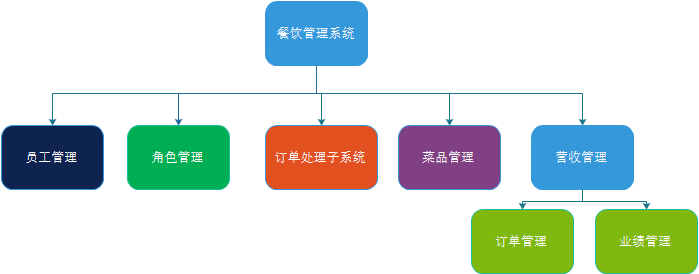 餐饮管理系统
员工管理
角色管理
订单处理子系统
菜品管理
营收管理
订单管理
业绩管理